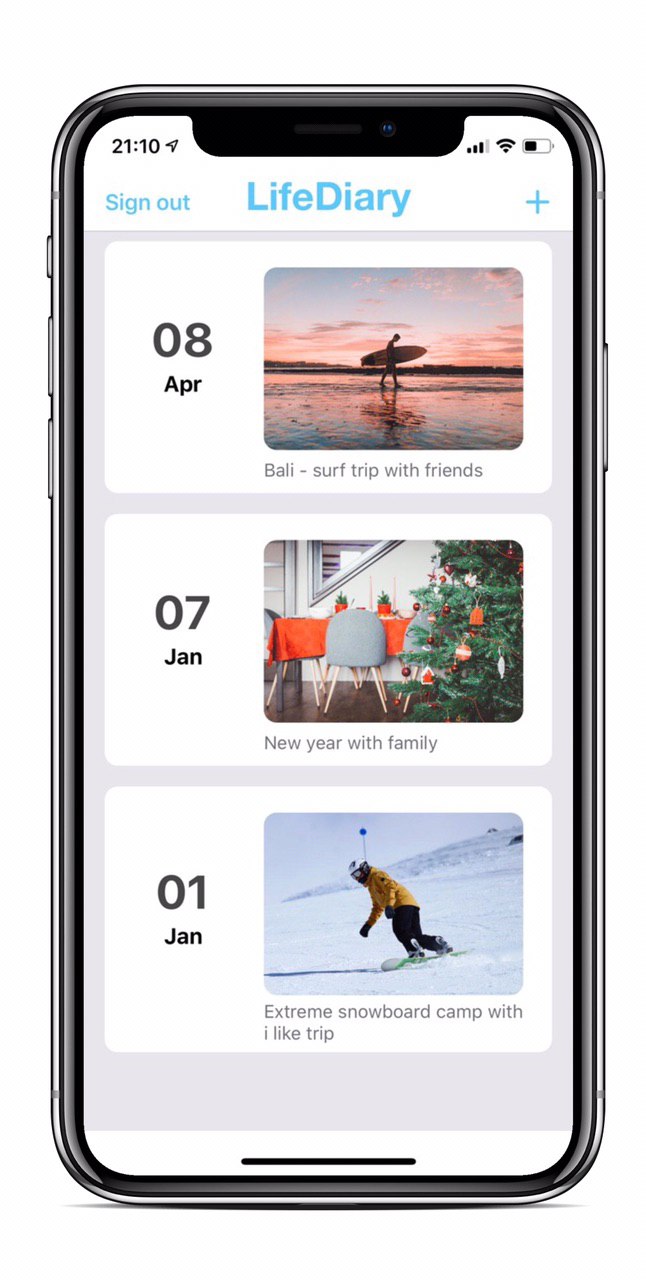 21:10
Sign out LifeDiary +
08
Apr
Bali - surf trip with friends
07
Jan
New year with family
01
Jan
Extreme snowboard camp with
i like trip